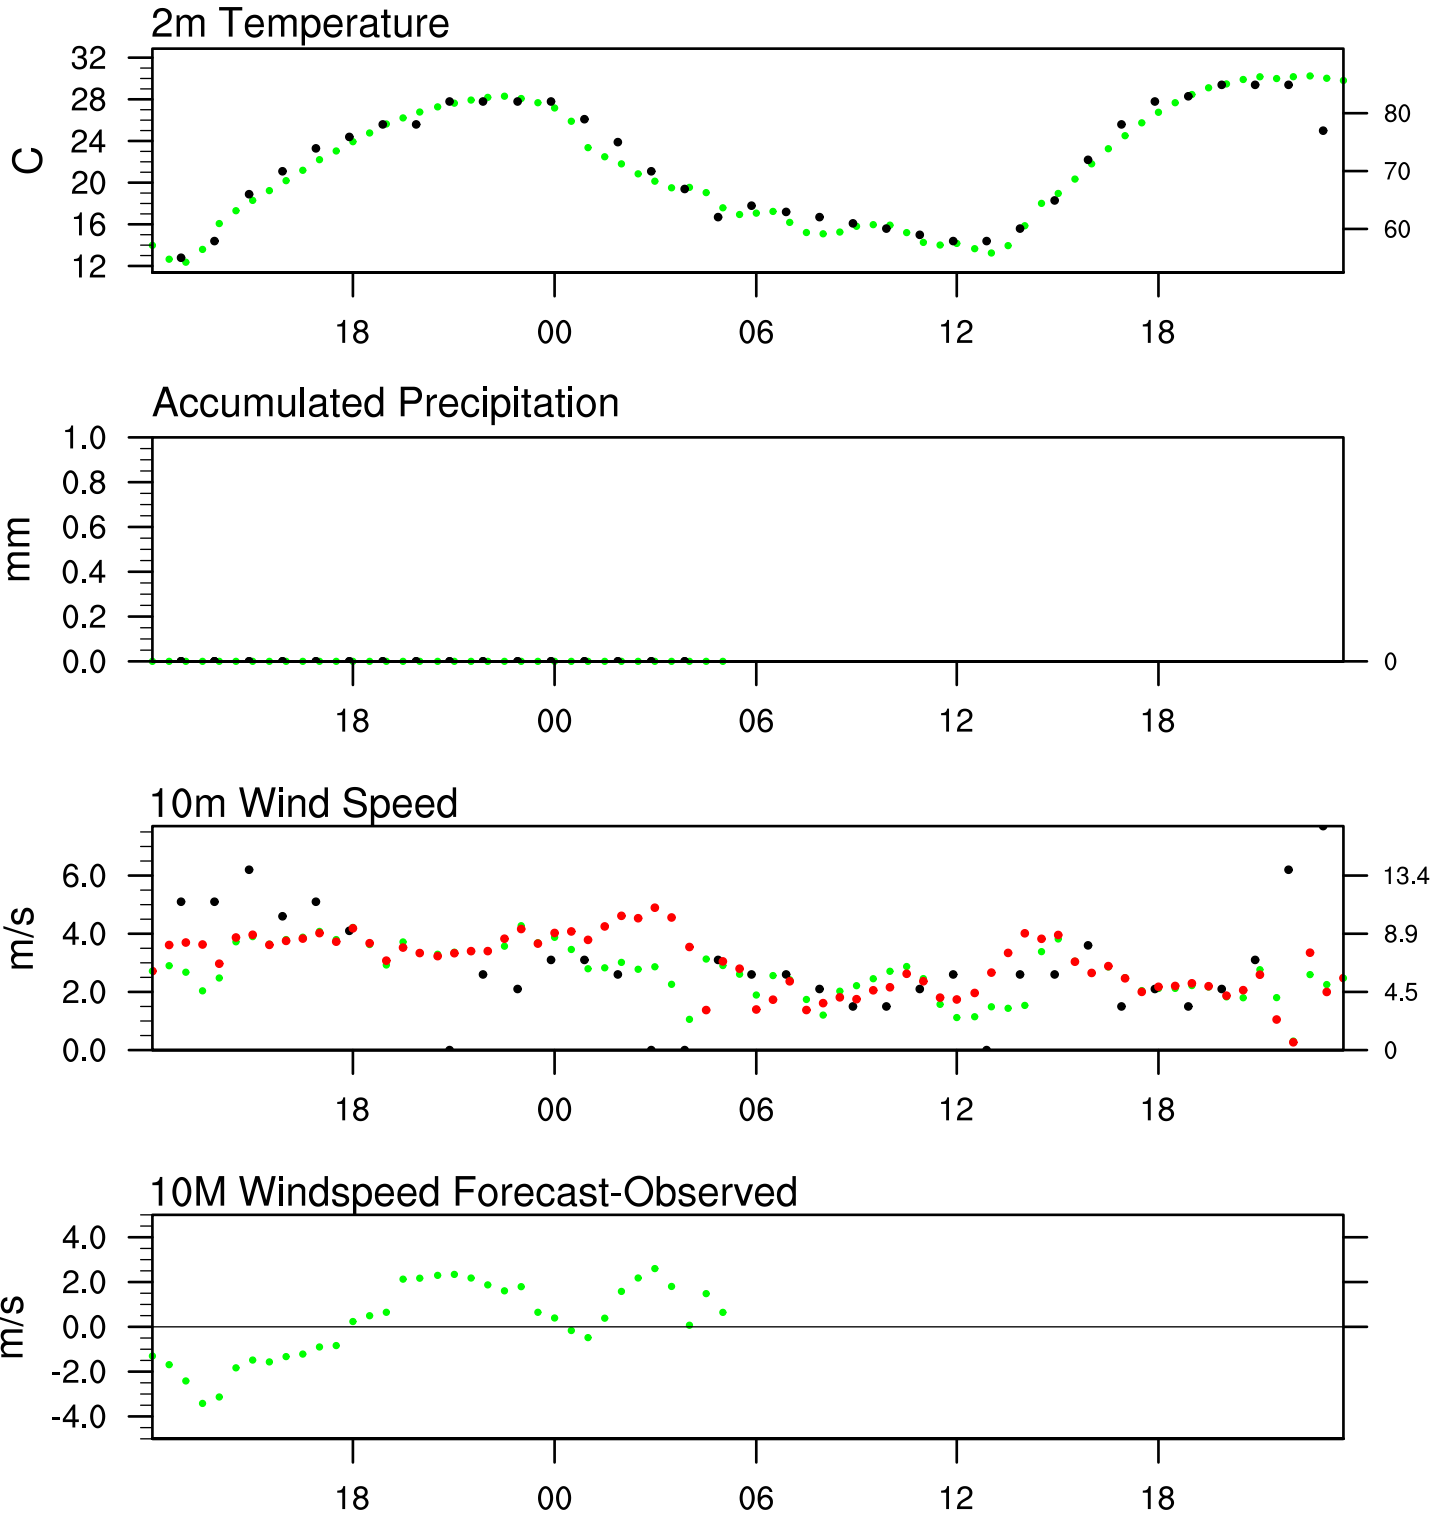 2m Temperature
32
28
24
20
16
12
C
80
70
60
18 00 06 12 18
Accumulated Precipitation
1.0
0.8
0.6
0.4
0.2
0.0
mm
0
18 00 06 12 18
10m Wind Speed
6.0
4.0
2.0
0.0
m/s
13.4
8.9
4.5
0
18 00 06 12 18
10M Windspeed Forecast-Observed
4.0
2.0
0.0
-2.0
-4.0
m/s
18 00 06 12 18